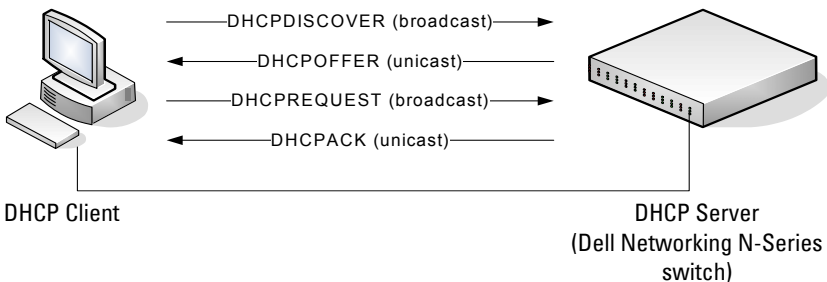 DHCPDISCOVER (broadcast)
DHCPOFFER (unicast)
DHCPREQUEST (broadcast)
DHCPACK (unicast)
DHCP Client
DHCP Server
(Dell Networking N-Series
switch)